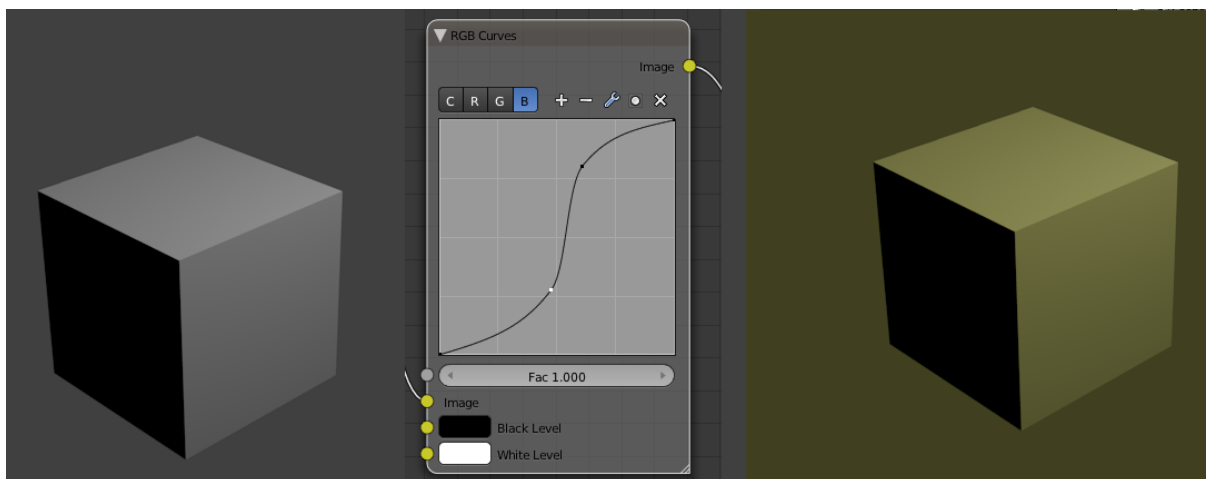 RGB Curves
Image
C R G B
Fac 1.000
Image
Black Level
White Level